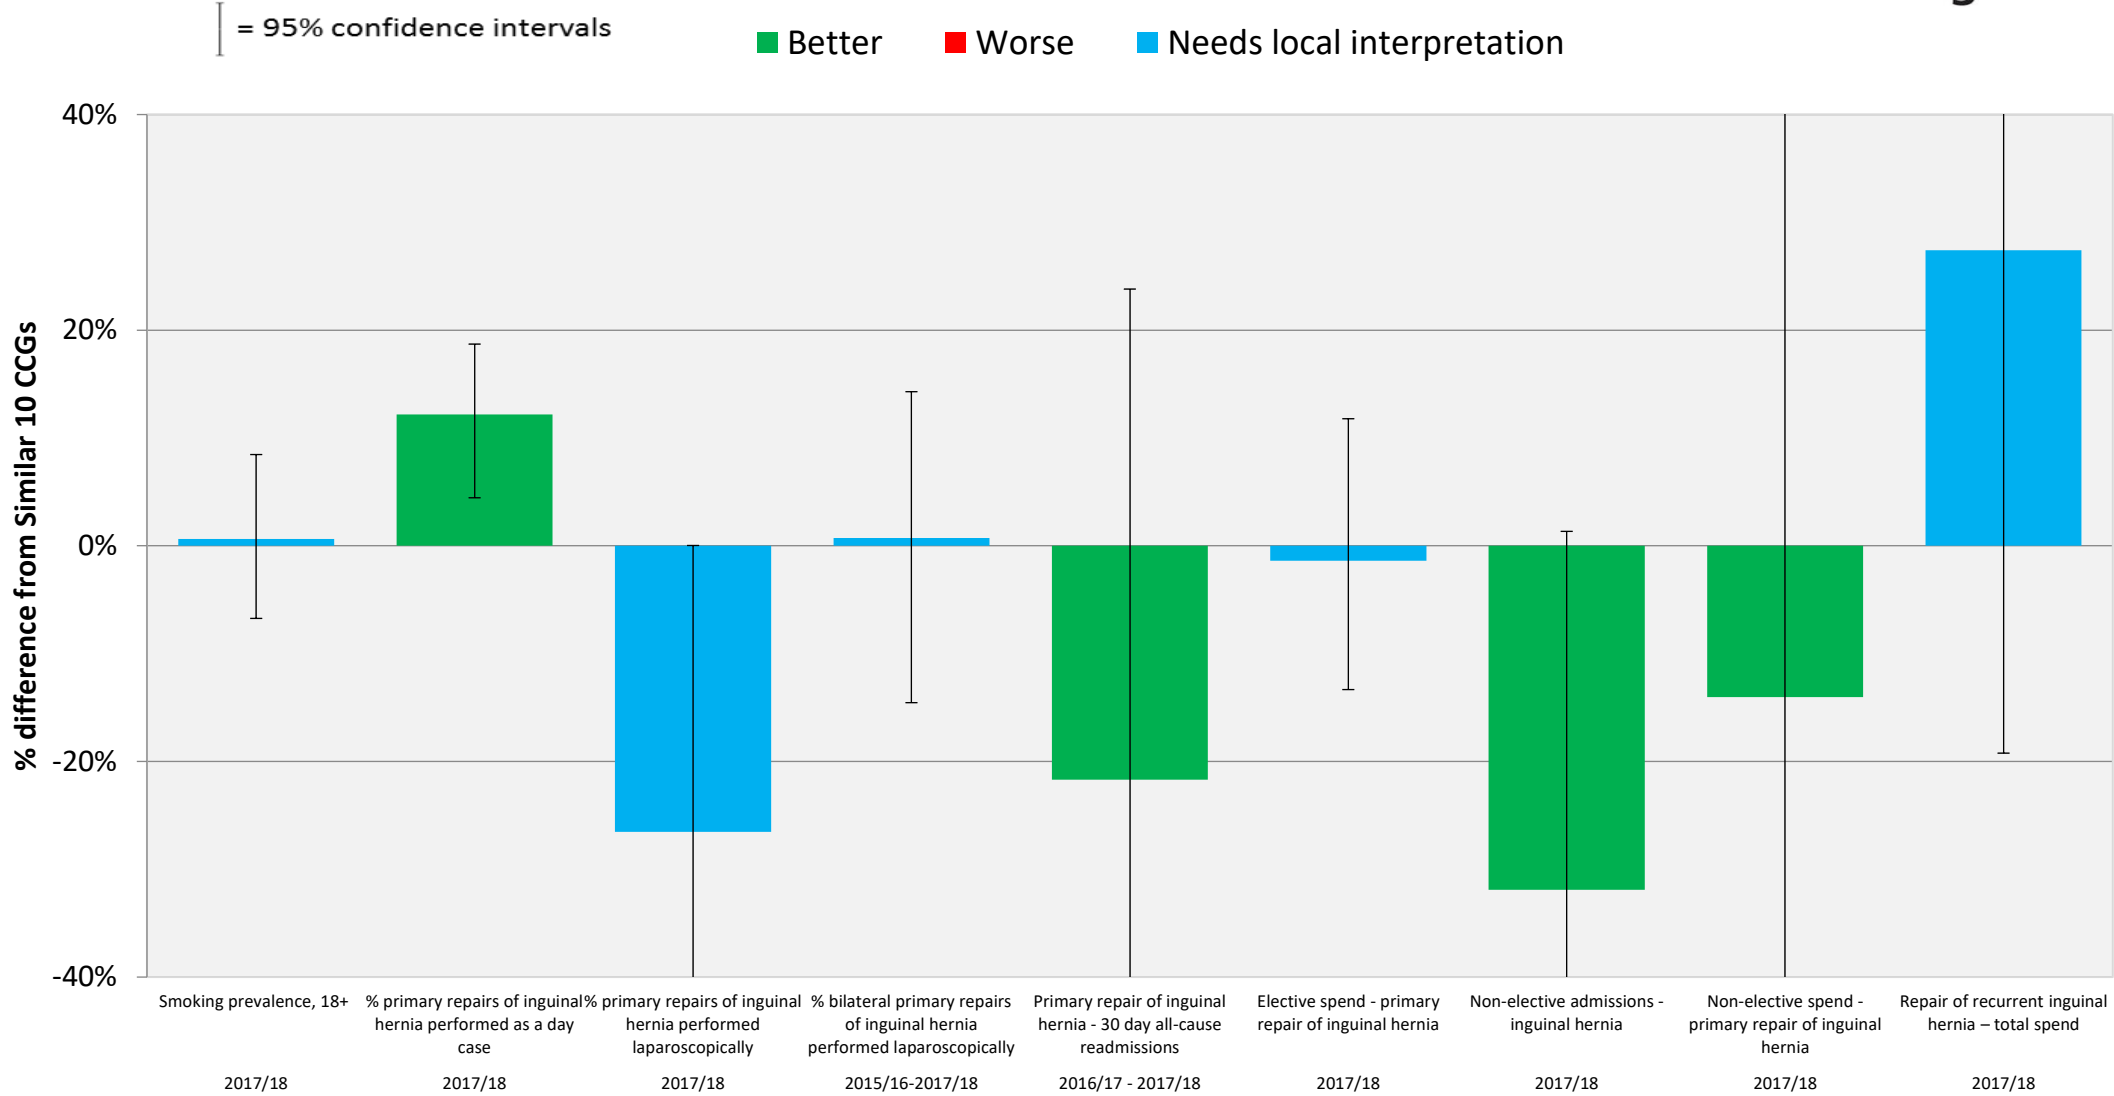 = 95% confidence intervals
Better Worse Needs local interpretation
% difference from Similar 10 CCGs
40%
20%
0%
-20%
-40%
Smoking prevalence, 18+
2017/18
% primary repairs of inguinal
hernia performed as a day
case
2017/18
% primary repairs of inguinal
hernia performed
laparoscopically
2017/18
% bilateral primary repairs
of inguinal hernia
performed laparoscopically
2015/16-2017/18
Primary repair of inguinal
hernia - 30 day all-cause
readmissions
2016/17 - 2017/18
Elective spend - primary
repair of inguinal hernia
2017/18
Non-elective admissions -
inguinal hernia
2017/18
Non-elective spend -
primary repair of inguinal
hernia
2017/18
Repair of recurrent inguinal
hernia – total spend
2017/18